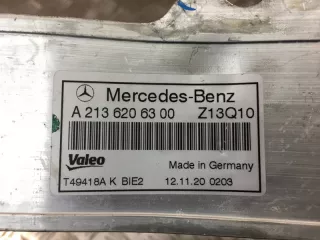 Mercedes-Benz
A 213 620 63 00 Z13Q10
Valeo Made in Germany
T49418A K BIE2 12.11.20 0203